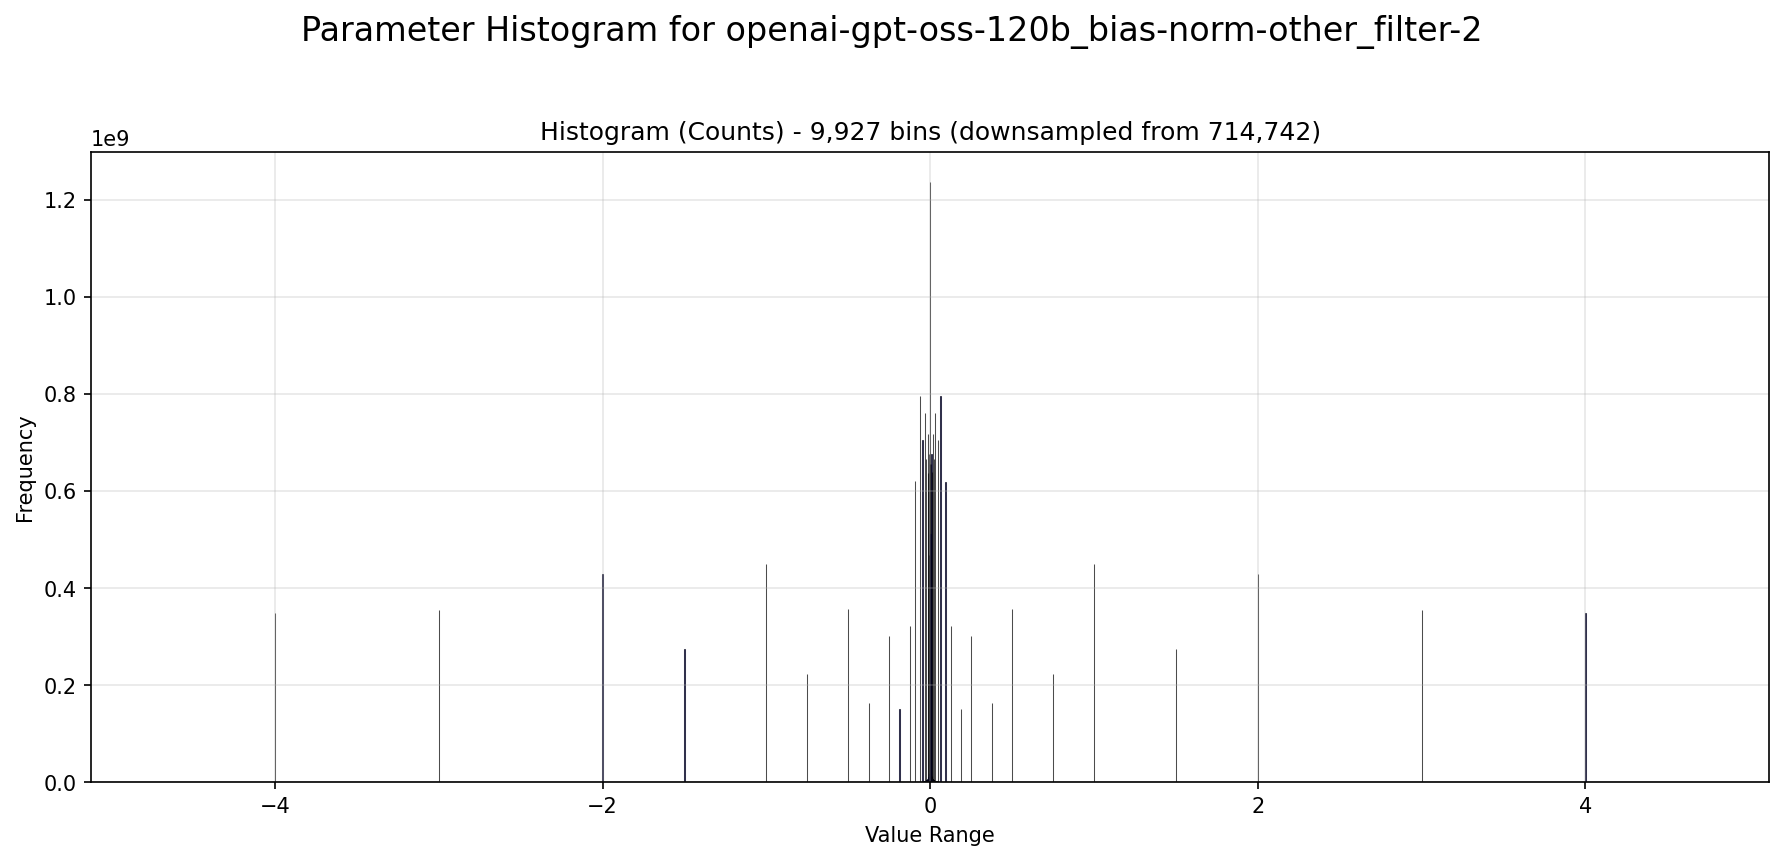 Parameter Histogram for openai-gpt-oss-120b_bias-norm-other_filter-2
Histogram (Counts) - 9,927 bins (downsampled from 714,742)
1e9
1.2
1.0
0.8
0.6
0.4
0.2
0.0
Frequency
−4
−2
0
2
4
Value Range